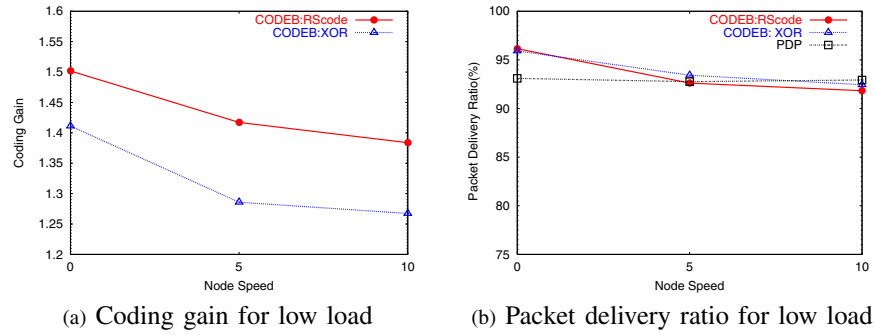 1.6
1.55
1.5
1.45
1.4
1.35
1.3
1.25
1.2
Coding Gain
CODEB:RScode
CODEB:XOR
0
5
10
Node Speed
(a) Coding gain for low load
100
95
90
85
80
75
Packet Delivery Ratio(%)
CODEB:RScode
CODEB: XOR
PDP
0
5
10
Node Speed
(b) Packet delivery ratio for low load